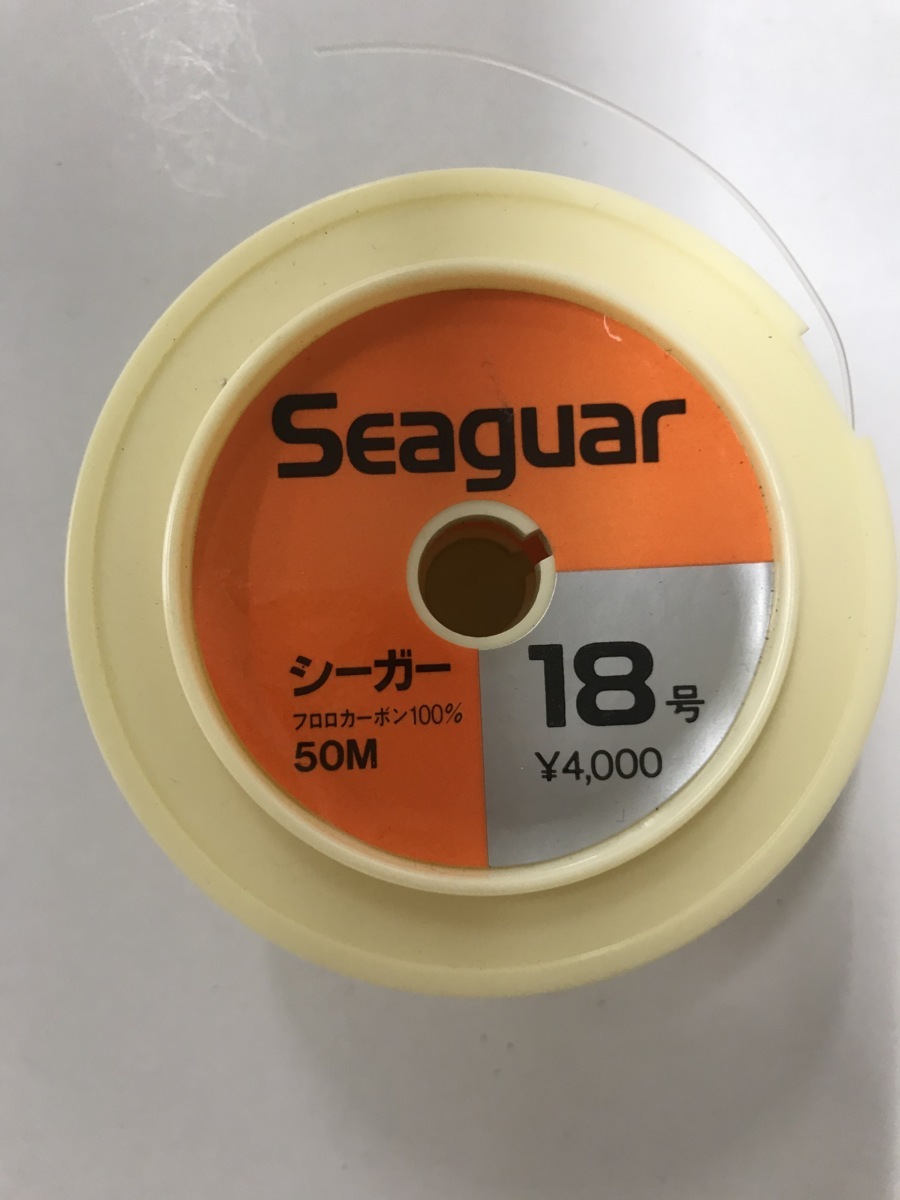 Seaguar
シーガー
フロロカーボン100%
50M
18号
¥4,000